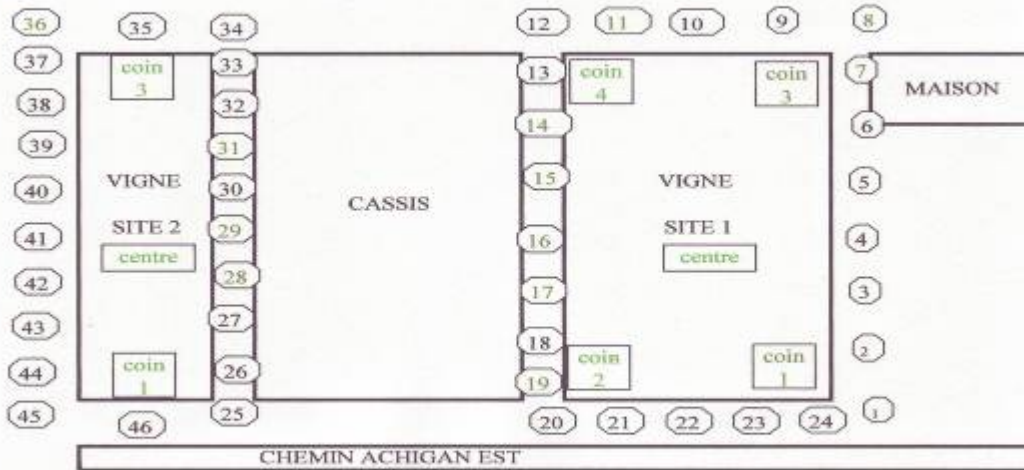 36 35 34 12 11 10 9 8
37 coin 33 13 coin coin 7
3 4 3
MAISON
38 32 14 6
39 31
VIGNE 15 VIGNE 5
40 30
CASSIS
SITE 2 29 SITE 1
41 16 4
centre centre
42 28 17 3
43 27
18 2
coin coin coin
44 1 26 19 2 1
45 25 1
46 20 21 22 23 24
CHEMIN ACHIGAN EST